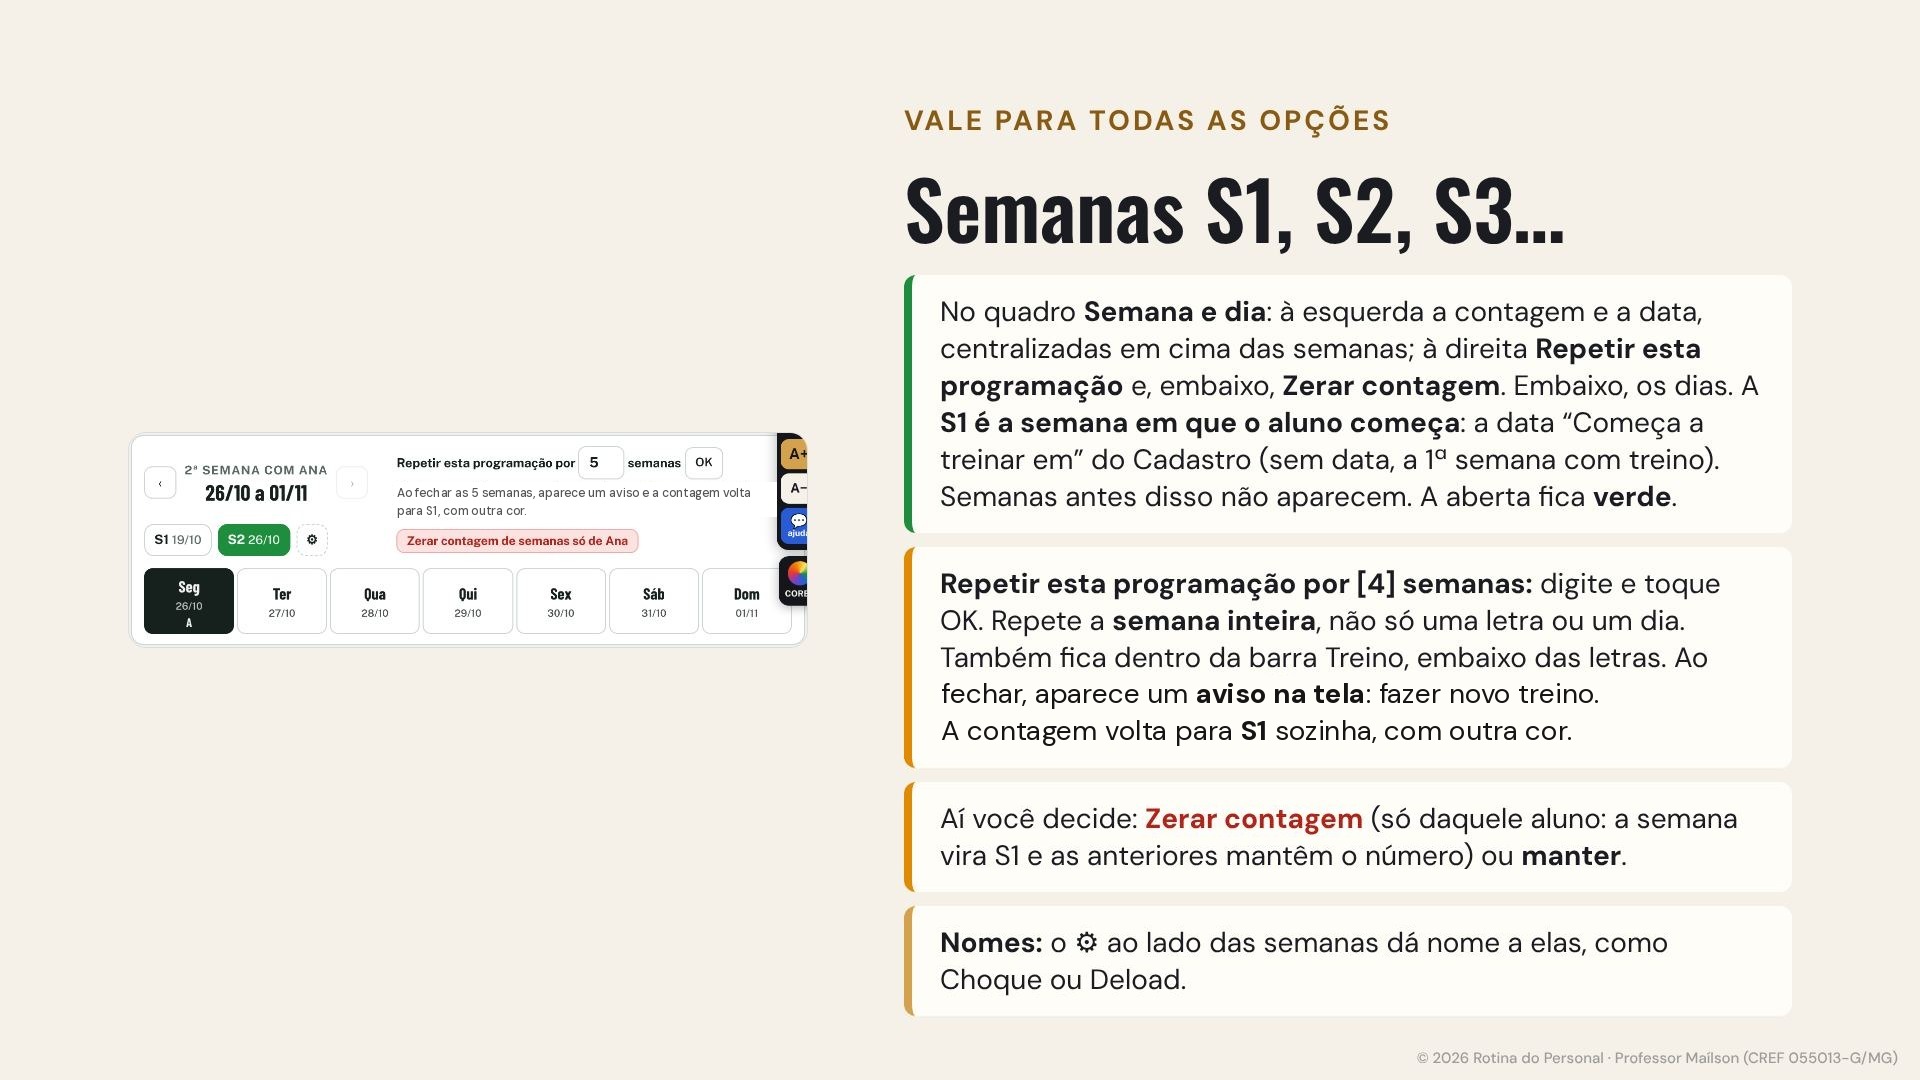 VALE PARA TODAS AS OPÇÕES
Semanas S1, S2, S3...
‹
2ª SEMANA COM ANA
26/10 a 01/11
›
Repetir esta programação por 5 semanas OK
Ao fechar as 5 semanas, aparece um aviso e a contagem volta
para S1, com outra cor.
Zerar contagem de semanas só de Ana
S1 19/10
S2 26/10
⚙
Seg 26/10 A
Ter 27/10
Qua 28/10
Qui 29/10
Sex 30/10
Sáb 31/10
Dom 01/11
A+
A−
No quadro Semana e dia: à esquerda a contagem e a data,
centralizadas em cima das semanas; à direita Repetir esta
programação e, embaixo, Zerar contagem. Embaixo, os dias. A
S1 é a semana em que o aluno começa: a data “Começa a
treinar em” do Cadastro (sem data, a 1ª semana com treino).
Semanas antes disso não aparecem. A aberta fica verde.
Repetir esta programação por [4] semanas: digite e toque
OK. Repete a semana inteira, não só uma letra ou um dia.
Também fica dentro da barra Treino, embaixo das letras. Ao
fechar, aparece um aviso na tela: fazer novo treino.
A contagem volta para S1 sozinha, com outra cor.
Aí você decide: Zerar contagem (só daquele aluno: a semana
vira S1 e as anteriores mantêm o número) ou manter.
Nomes: o ⚙ ao lado das semanas dá nome a elas, como
Choque ou Deload.
© 2026 Rotina do Personal · Professor Maílson (CREF 055013-G/MG)